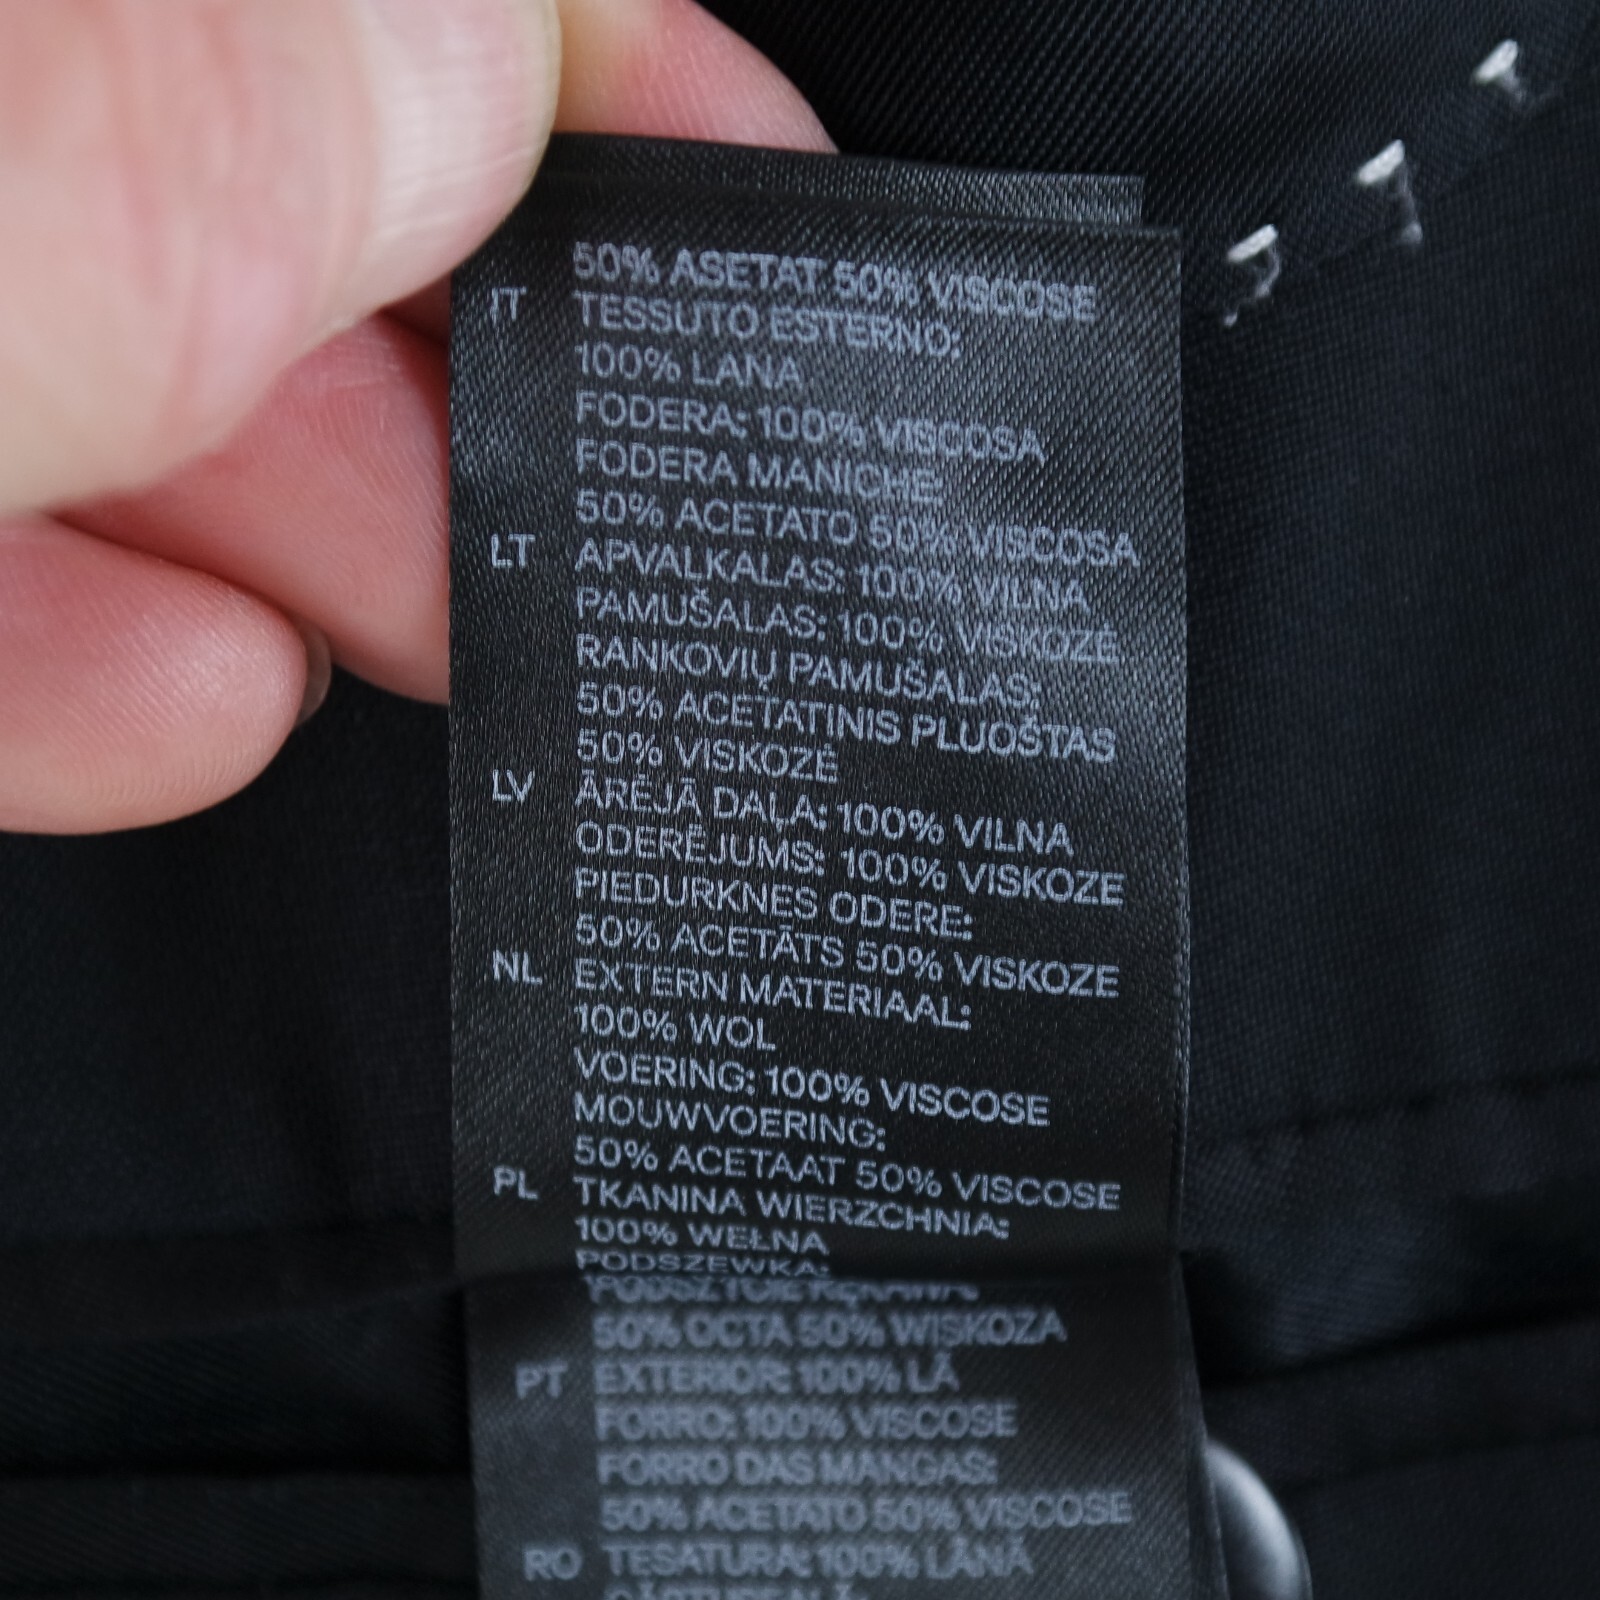 50% ASETAT 50% VISCOSE
IT TESSUTO ESTERNO:
100% LANA
FODERA: 100% VISCOSA
FODERA MANICHE:
50% ACETATO 50% VISCOSA
LT APVALKALAS: 100% VILNA
PAMUŠALAS: 100% VISKOZĖ
RANKOVIŲ PAMUŠALAS:
50% ACETATINIS PLUOŠTAS
50% VISKOZĖ
LV ĀRĒJĀ DAĻA: 100% VILNA
ODERĒJUMS: 100% VISKOZE
PIEDURKNES ODERE:
50% ACETĀTS 50% VISKOZE
NL EXTERN MATERIAAL:
100% WOL
VOERING: 100% VISCOSE
MOUWVOERING:
50% ACETAAT 50% VISCOSE
PL TKANINA WIERZCHNIA:
100% WEŁNA
PODSZEWKA:
50% OCTA 50% WISKOZA
PT EXTERIOR: 100% LÃ
FORRO: 100% VISCOSE
FORRO DAS MANGAS:
50% ACETATO 50% VISCOSE
RO TESATURA: 100% LÂNĂ